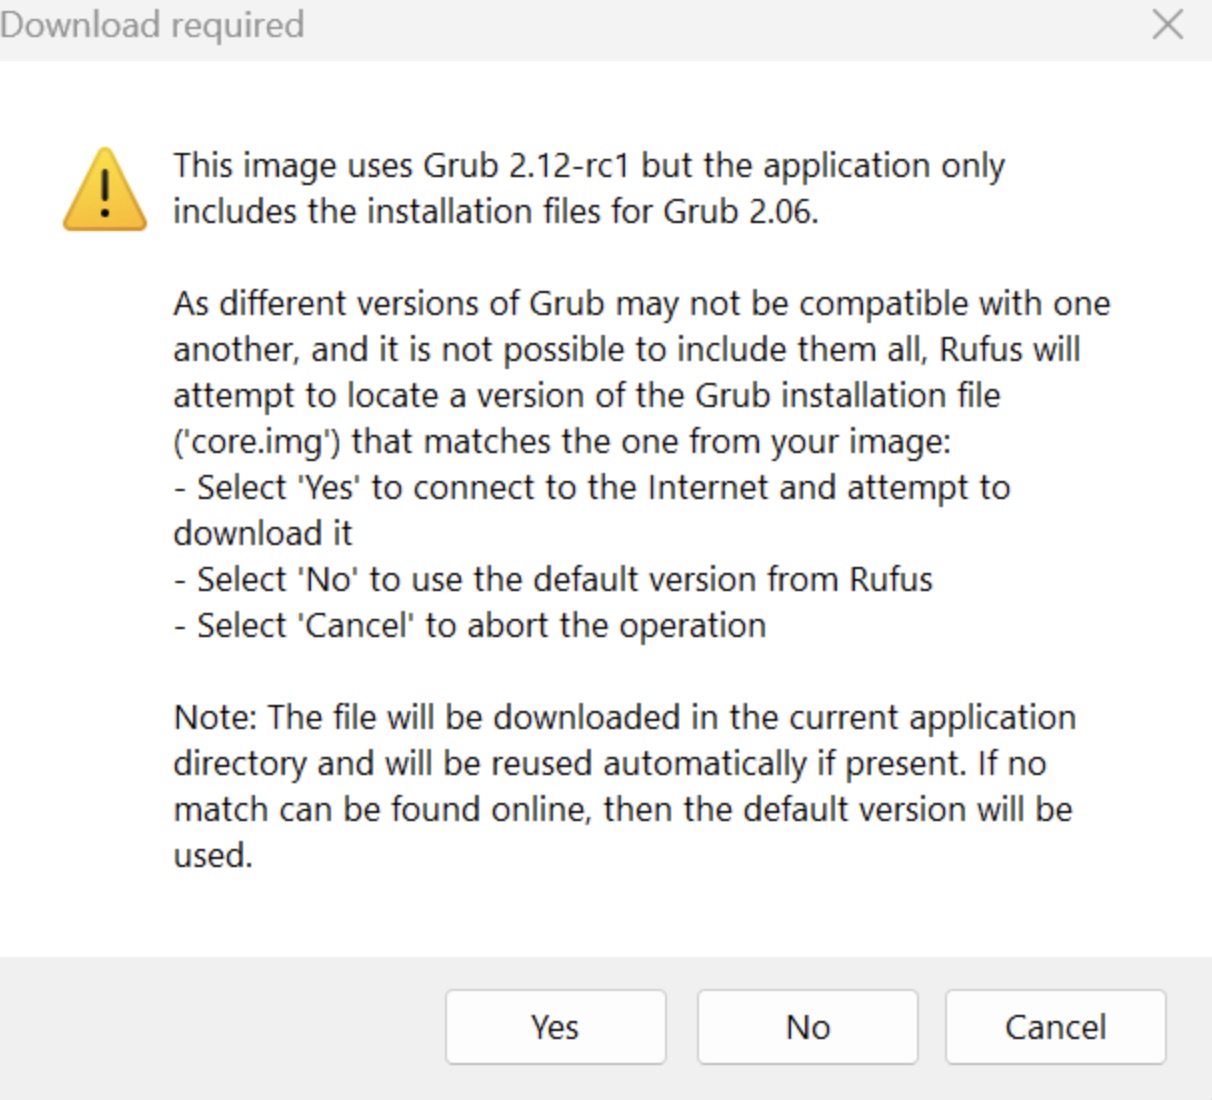 Download required
This image uses Grub 2.12-rc1 but the application only
includes the installation files for Grub 2.06.
As different versions of Grub may not be compatible with one
another, and it is not possible to include them all, Rufus will
attempt to locate a version of the Grub installation file
('core.img') that matches the one from your image:
- Select 'Yes' to connect to the Internet and attempt to
download it
- Select 'No' to use the default version from Rufus
- Select 'Cancel' to abort the operation
Note: The file will be downloaded in the current application
directory and will be reused automatically if present. If no
match can be found online, then the default version will be
used.
Yes
No
Cancel